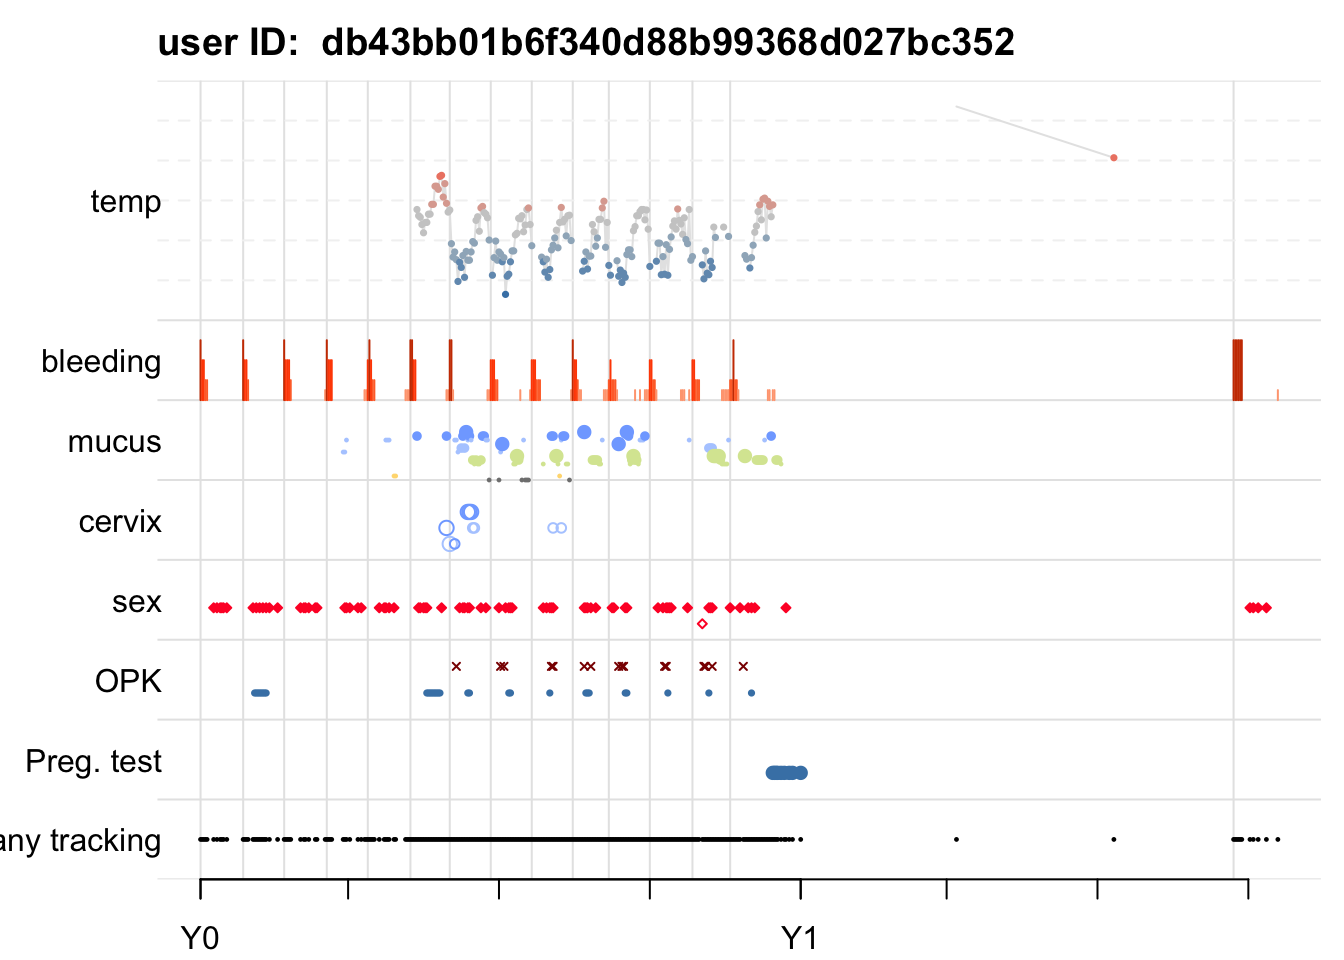 user ID:  db43bb01b6f340d88b99368d027bc352
temp
bleeding
mucus
cervix
sex
OPK
Preg. test
any tracking
Y0 Y1